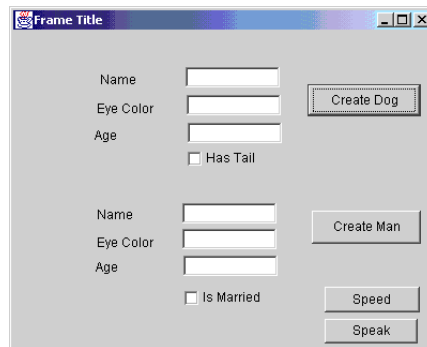 Frame Title
Name
Eye Color
Create Dog
Age
Has Tail
Name
Create Man
Eye Color
Age
Is Married
Speed
Speak